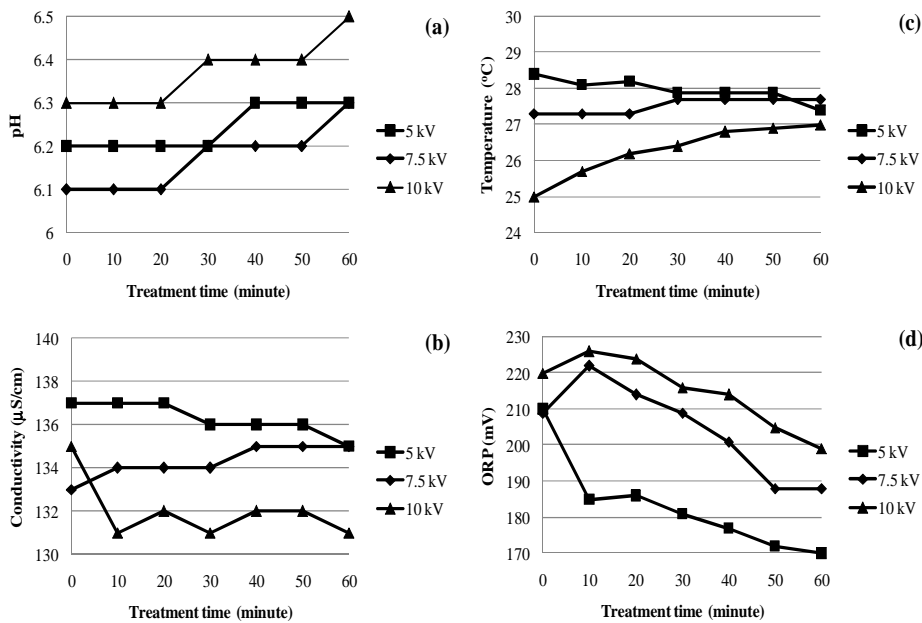 (a)
6.5
6.4
6.3
6.2
6.1
6
pH
0 10 20 30 40 50 60
Treatment time (minute)
5 kV
7.5 kV
10 kV
(c)
30
29
28
27
26
25
24
Temperature (°C)
0 10 20 30 40 50 60
Treatment time (minute)
5 kV
7.5 kV
10 kV
(b)
140
138
136
134
132
130
Conductivity (µS/cm)
0 10 20 30 40 50 60
Treatment time (minute)
5 kV
7.5 kV
10 kV
(d)
230
220
210
200
190
180
170
ORP (mV)
0 10 20 30 40 50 60
Treatment time (minute)
5 kV
7.5 kV
10 kV